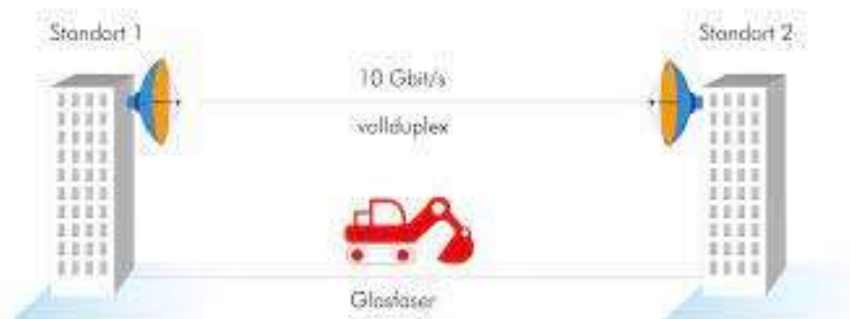 Standort 1
Standort 2
10 Gbit/s
vollduplex
Glasfaser